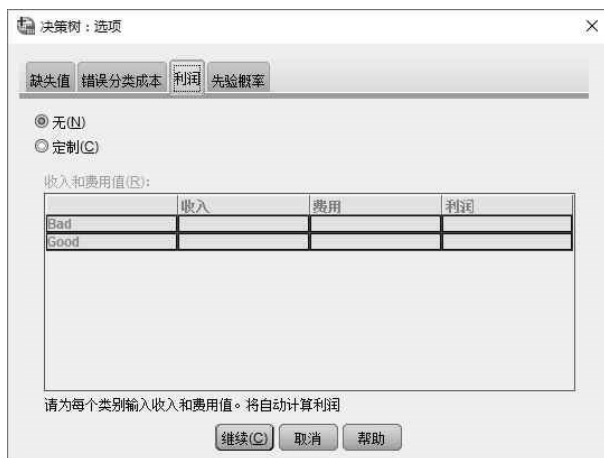 决策树：选项
缺失值 错误分类成本 利润 先验概率
无(N)
定制(C)
收入和费用值(R)：
收入 费用 利润
Bad
Good
请为每个类别输入收入和费用值。将自动计算利润
继续(C) 取消 帮助